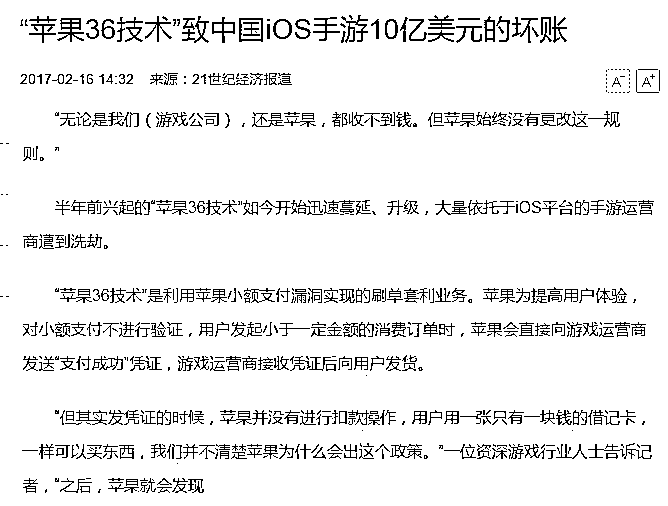 “苹果36技术”致中国iOS手游10亿美元的坏账
2017-02-16 14:32 来源：21世纪经济报道
A- A+
“无论是我们（游戏公司），还是苹果，都收不到钱。但苹果始终没有更改这一规
则。”
半年前兴起的“苹果36技术”如今开始迅速蔓延、升级，大量依托于iOS平台的手游运营
商遭到洗劫。
“苹果36技术”是利用苹果小额支付漏洞实现的刷单套利业务。苹果为提高用户体验，
对小额支付不进行验证，用户发起小于一定金额的消费订单时，苹果会直接向游戏运营商
发送“支付成功”凭证，游戏运营商接收凭证后向用户发货。
“但其实发凭证的时候，苹果并没有进行扣款操作，用户用一张只有一块钱的借记卡，
一样可以买东西，我们并不清楚苹果为什么会出这个政策。”一位资深游戏行业人士告诉记
者，“之后，苹果就会发现